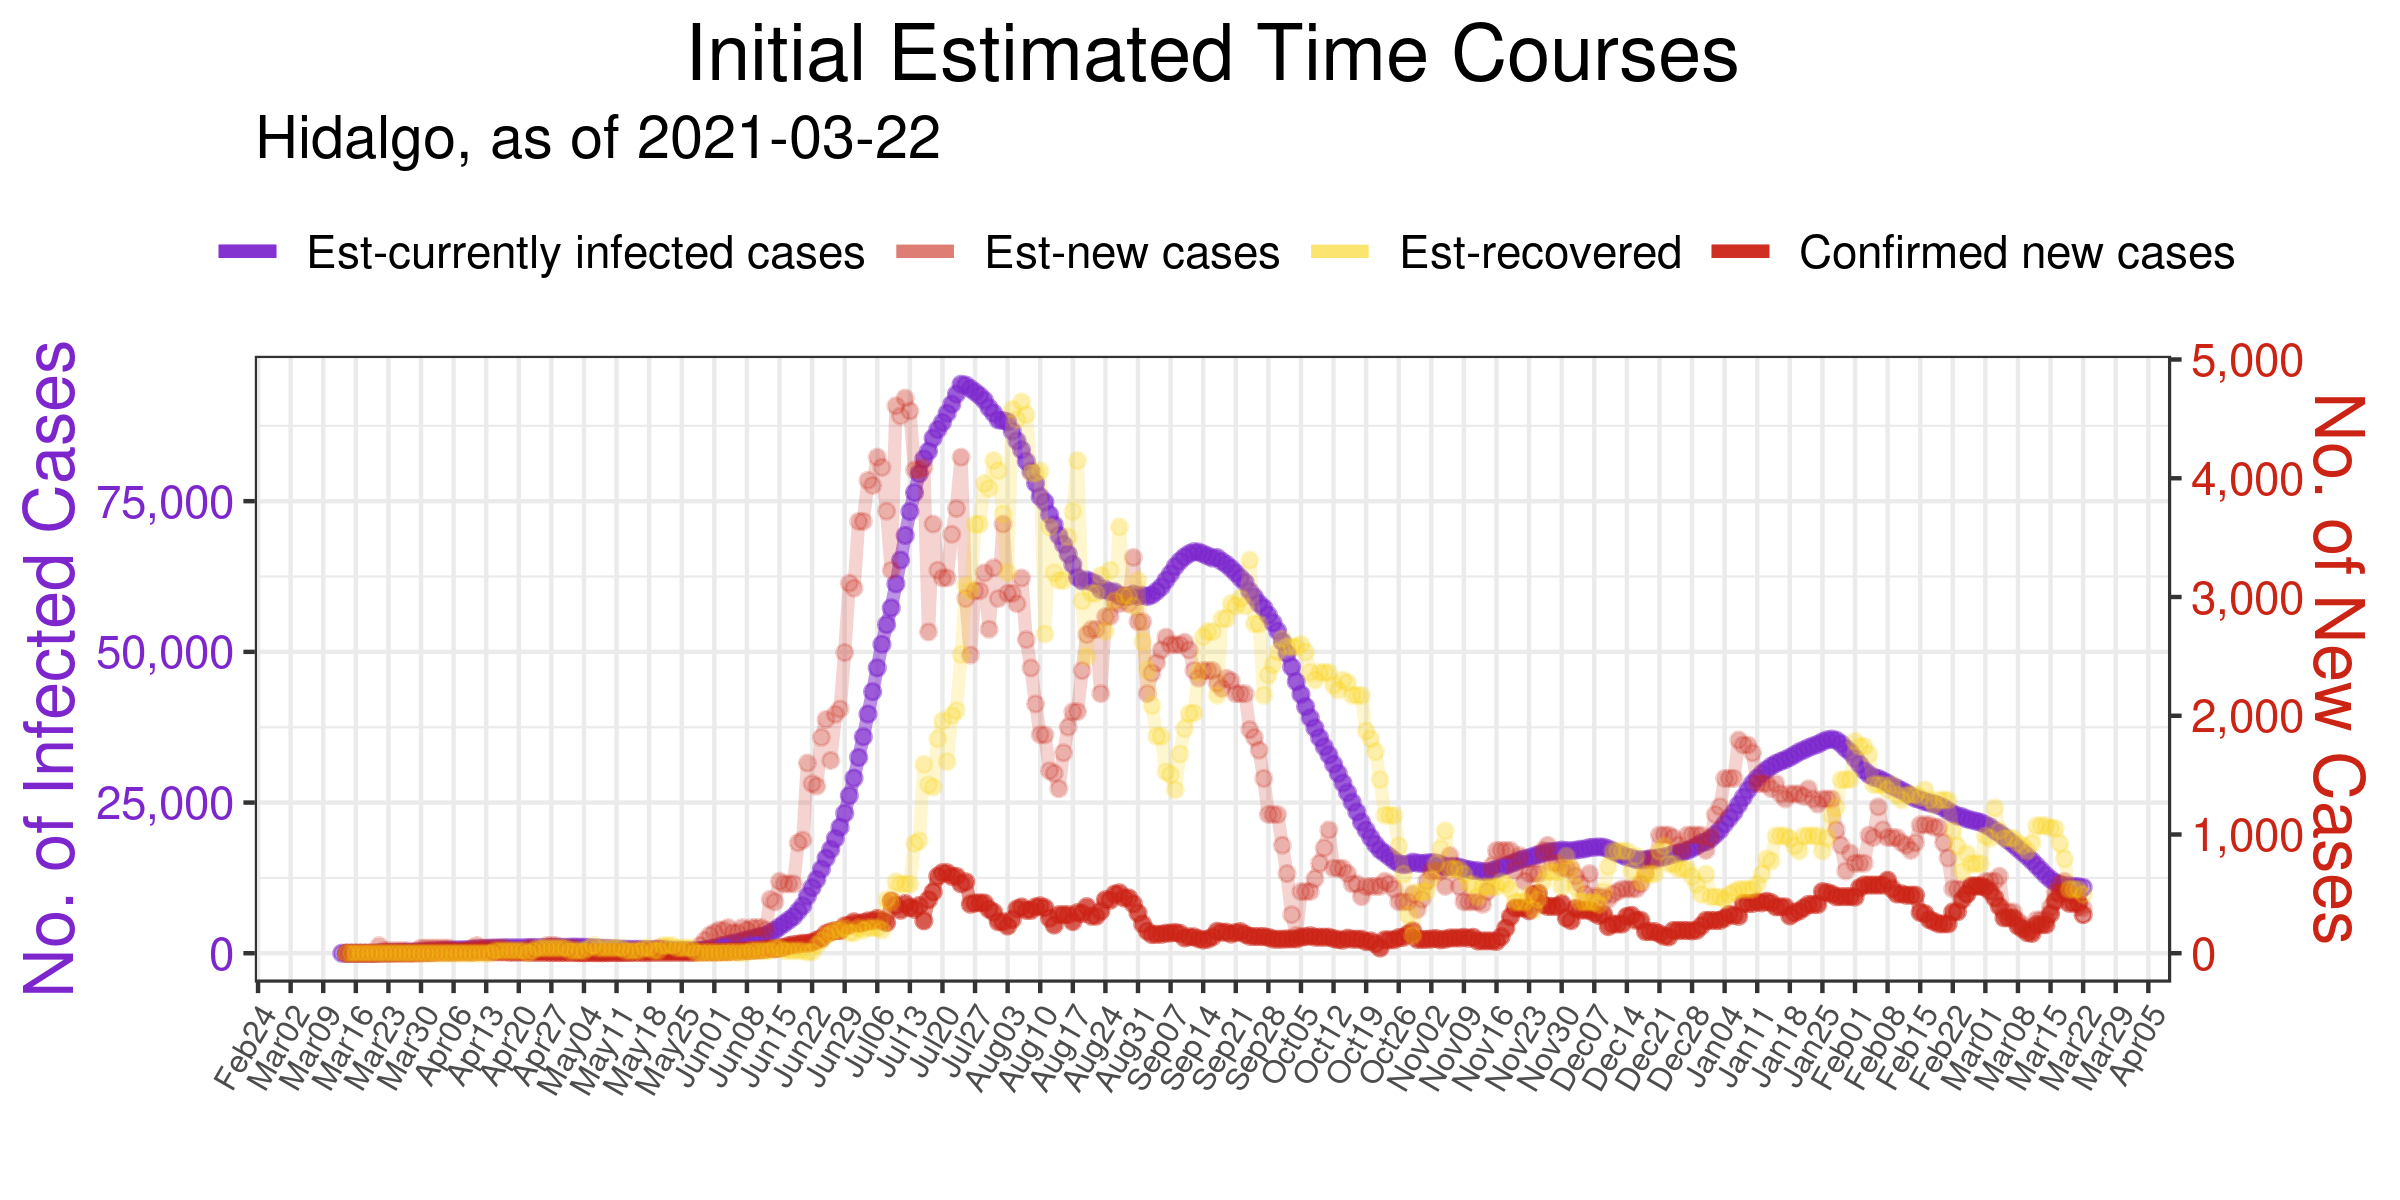 Initial Estimated Time Courses
Hidalgo, as of 2021-03-22
Est-currently infected cases Est-new cases Est-recovered Confirmed new cases
No. of Infected Cases
75,000
50,000
25,000
0
5,000
4,000
3,000
2,000
1,000
0
No. of New Cases
Feb24 Mar02 Mar09 Mar16 Mar23 Mar30 Apr06 Apr13 Apr20 Apr27 May04 May11 May18 May25 Jun01 Jun08 Jun15 Jun22 Jun29 Jul06 Jul13 Jul20 Jul27 Aug03 Aug10 Aug17 Aug24 Aug31 Sep07 Sep14 Sep21 Sep28 Oct05 Oct12 Oct19 Oct26 Nov02 Nov09 Nov16 Nov23 Nov30 Dec07 Dec14 Dec21 Dec28 Jan04 Jan11 Jan18 Jan25 Feb01 Feb08 Feb15 Feb22 Mar01 Mar08 Mar15 Mar22 Mar29 Apr05